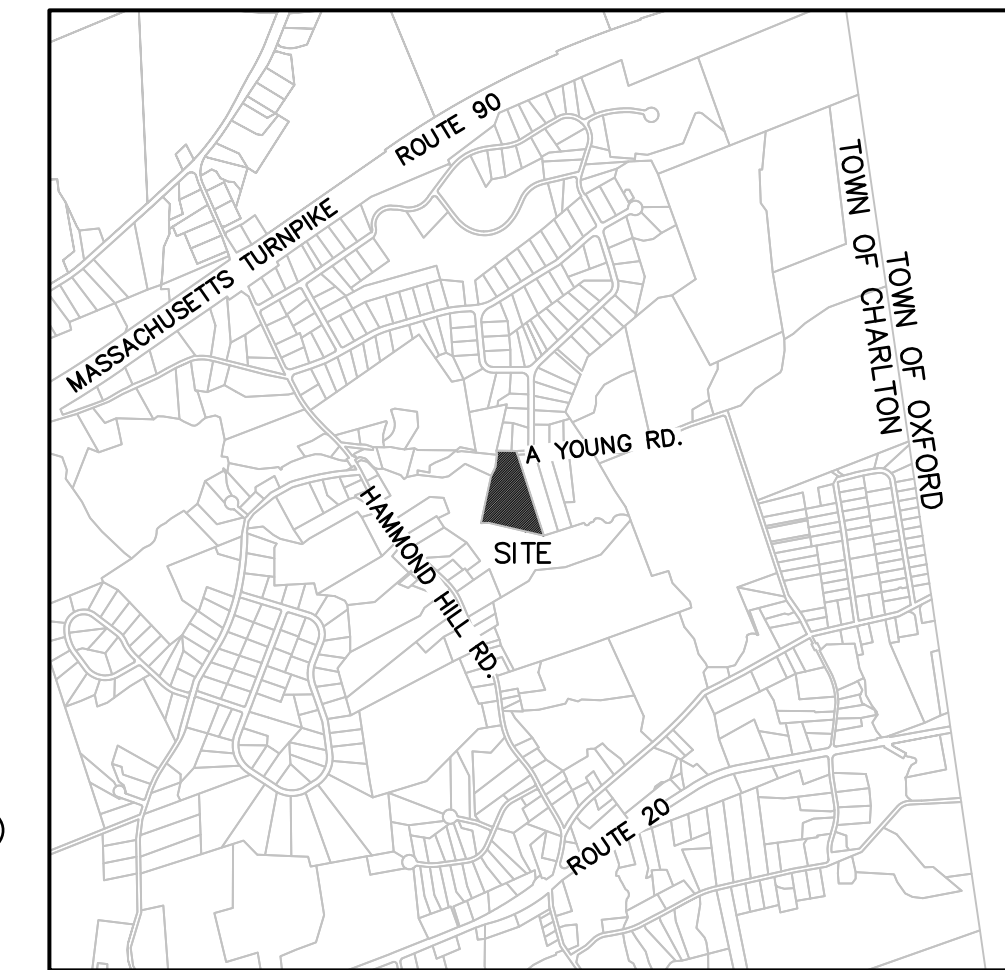 ROUTE 90
MASSACHUSETTS TURNPIKE
TOWN OF CHARLTON
TOWN OF OXFORD
A YOUNG RD.
SITE
HAMMOND HILL RD.
ROUTE 20
)